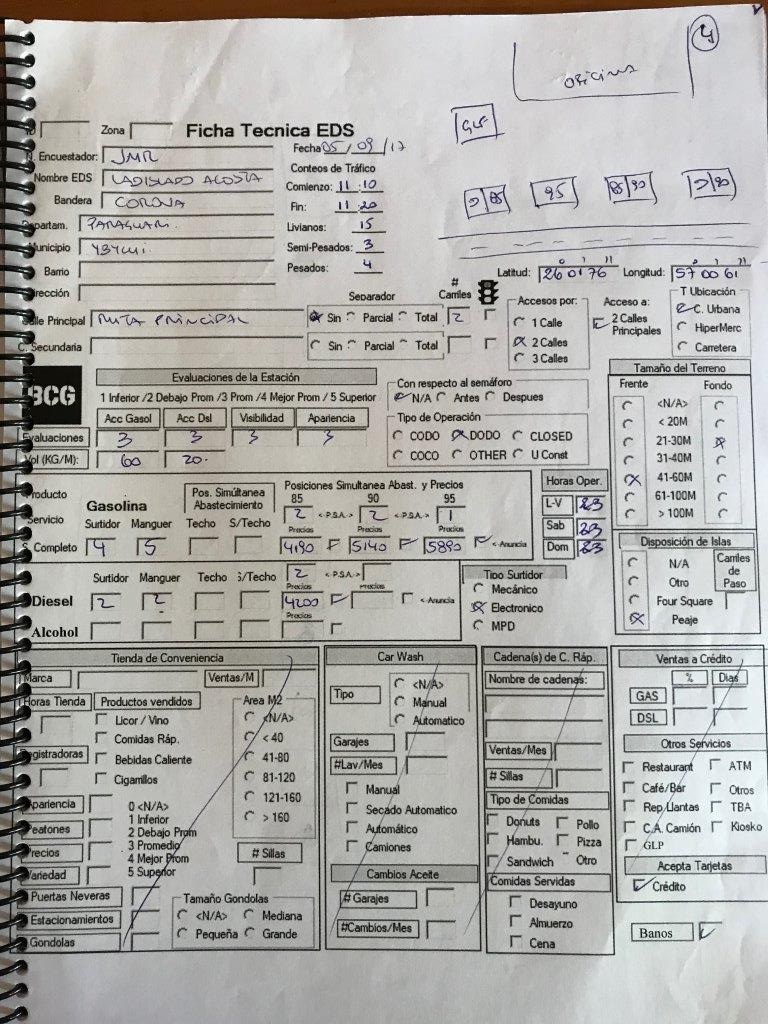 4
oficina
GLP
D 85
95
85 90
D 90
Zona
Ficha Tecnica EDS
Encuestador: JMR
Fecha 05/09/17
Nombre EDS LADISLADO ACOSTA
Conteos de Tráfico
Bandera CORONA
Comienzo: 11:10
Fin: 11:20
Departam. PARAGUARI
Livianos: 15
Municipio YBYCUI
Semi-Pesados: 3
Barrio
Pesados: 4
Latitud: 26 0 1 76 Longitud: 57 00 61
Dirección
Separador # Carriles
Calle Principal RUTA PRINCIPAL Sin Parcial Total 2
C. Secundaria Sin Parcial Total
Accesos por:
1 Calle
2 Calles
3 Calles
Acceso a:
2 Calles Principales
T Ubicación
C. Urbana
HiperMerc
Carretera
BCG
Evaluaciones de la Estación
1 Inferior /2 Debajo Prom /3 Prom /4 Mejor Prom / 5 Superior
Acc Gasol Acc Dsl Visibilidad Apariencia
Evaluaciones 3 3 3 3
Vol (KG/M): 60 20.
Con respecto al semáforo
N/A Antes Despues
Tipo de Operación
CODO DODO CLOSED
COCO OTHER U Const
Tamaño del Terreno
Frente Fondo
<N/A>
< 20M
21-30M
31-40M
41-60M
61-100M
> 100M
Producto
Gasolina
Pos. Simúltanea Abastecimiento
Posiciones Simultanea Abast. y Precios
85 90 95
Servicio
Surtidor Manguer Techo S/Techo
2 <-P.S.A.-> 2 <-P.S.A.-> 1
Precios Precios Precios
S. Completo 4 5 4190 5140 5890 <-Anuncia
Horas Oper.
L-V 23
Sab 23
Dom 23
Surtidor Manguer Techo S/Techo 2 <-P.S.A.->
Precios Precios
Diesel 2 2 4200 <-Anuncia
Alcohol
Tipo Surtidor
Mecánico
Electronico
MPD
Disposición de Islas
N/A
Otro
Four Square
Peaje
Carriles de Paso
Tienda de Conveniencia
Marca Ventas/M
Horas Tienda Productos vendidos
Licor / Vino
Comidas Ráp.
Bebidas Caliente
Cigarrillos
Registradoras
Area M2
<N/A>
< 40
41-80
81-120
121-160
> 160
Apariencia
Peatones
Precios
Variedad
0 <N/A>
1 Inferior
2 Debajo Prom
3 Promedio
4 Mejor Prom
5 Superior
# Sillas
Puertas Neveras
Estacionamientos
Gondolas
Tamaño Gondolas
<N/A> Mediana
Pequeña Grande
Car Wash
Tipo
<N/A>
Manual
Automatico
Garajes
#Lav/Mes
Manual
Secado Automatico
Automático
Camiones
Cambios Aceite
# Garajes
#Cambios/Mes
Cadena(s) de C. Ráp.
Nombre de cadenas:
Ventas/Mes
# Sillas
Tipo de Comidas
Donuts Pollo
Hambu. Pizza
Sandwich Otro
Comidas Servidas
Desayuno
Almuerzo
Cena
Ventas a Crédito
% Dias
GAS
DSL
Otros Servicios
Restaurant ATM
Café/Bar Otros
Rep.Llantas TBA
C.A. Camión Kiosko
GLP
Acepta Tarjetas
Crédito
Banos